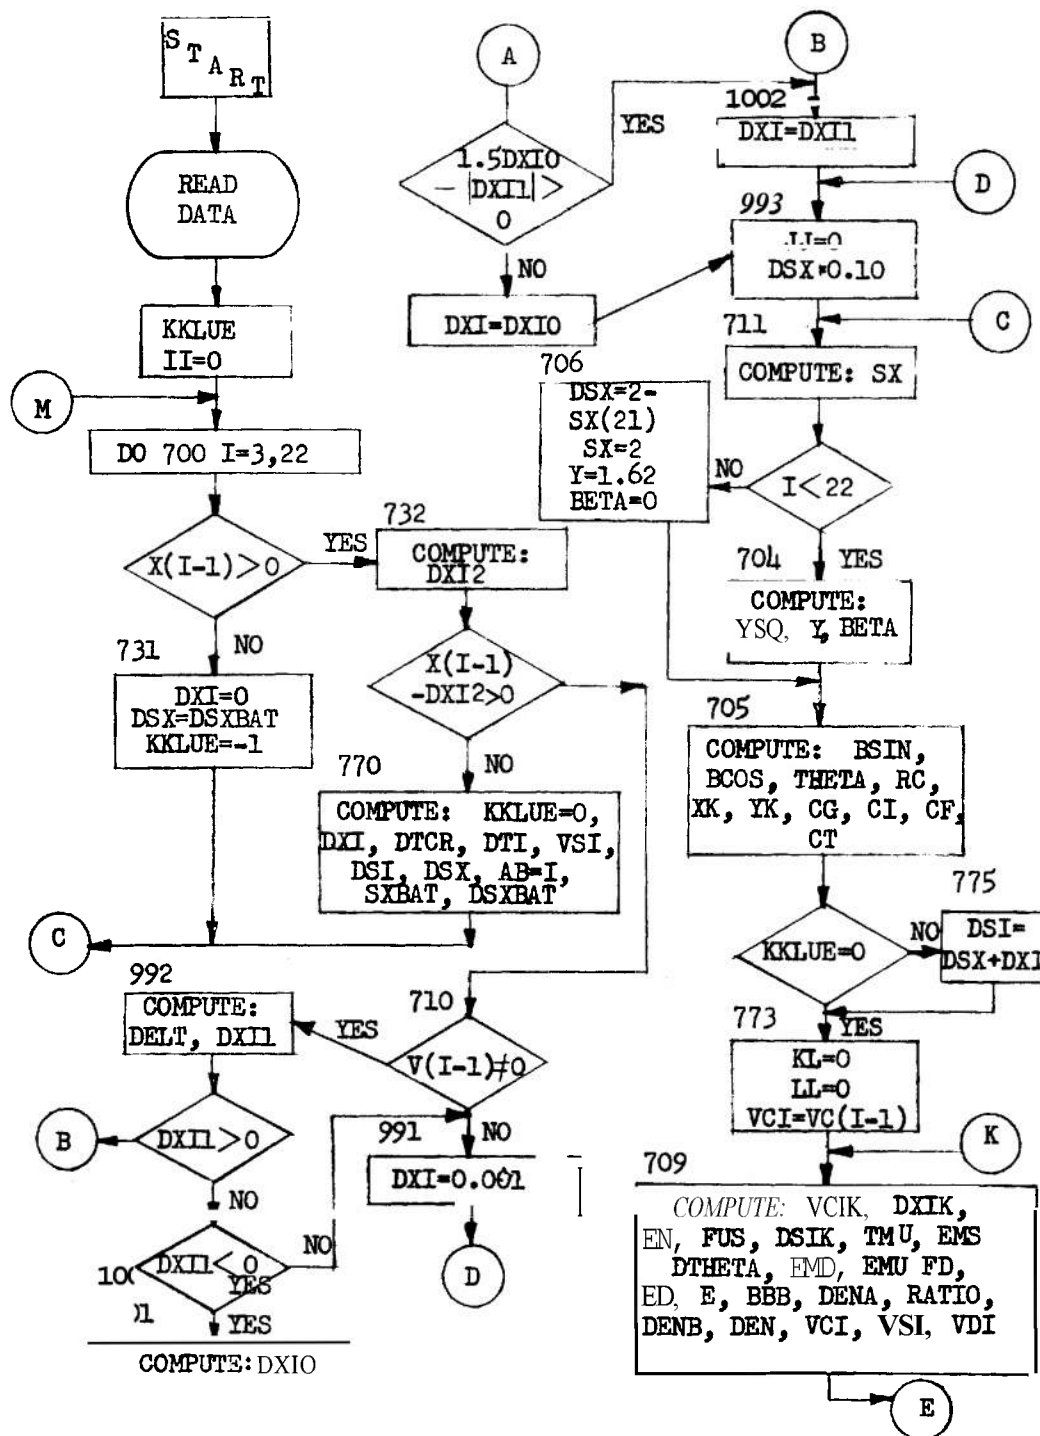 START
READ
DATA
KKLUE
II=0
M
DO 700 I=3,22
X(I-1)>0
YES
NO
731
DXI=0
DSX=DSXBAT
KKLUE=-1
732
COMPUTE:
DXI2
X(I-1)
-DXI2>0
NO
770
COMPUTE: KKLUE=0,
DXI, DTCR, DTI, VSI,
DSI, DSX, AB=I,
SXBAT, DSXBAT
C
992
COMPUTE:
DELT, DXI1
YES
710
V(I-1)≠0
NO
B
DXI1>0
NO
991
DXI=0.001
D
DXI1<0
NO
YES
YES
COMPUTE: DXIO
A
1.5DXIO
-|DXI1|>
0
YES
NO
DXI=DXIO
B
1002
DXI=DXI1
D
993
DSX=0.10
C
711
COMPUTE: SX
I<22
NO
YES
706
DSX=2-
SX(21)
SX=2
Y=1.62
BETA=0
704
COMPUTE:
YSQ, Y, BETA
705
COMPUTE: BSIN,
BCOS, THETA, RC,
XK, YK, CG, CI, CF,
CT
KKLUE=0
NO
YES
775
DSI=
DSX+DXI
773
KL=0
LL=0
VCI=VC(I-1)
K
709
COMPUTE: VCIK, DXIK,
EN, FUS, DSIK, TMU, EMS
DTHETA, EMD, EMU FD,
ED, E, BBB, DENA, RATIO,
DENB, DEN, VCI, VSI, VDI
E